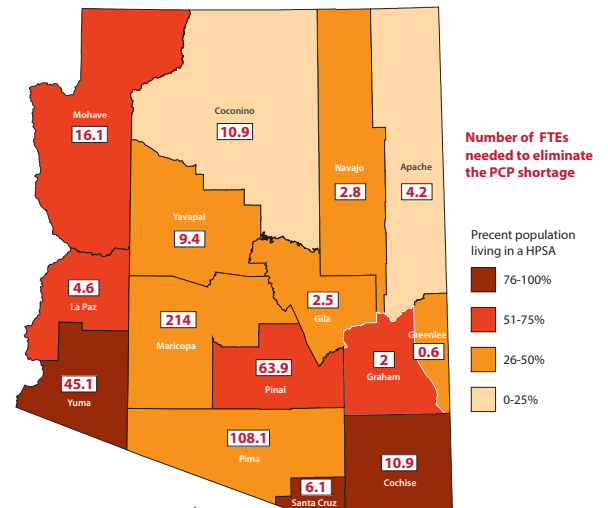 Mohave
16.1
Coconino
10.9
Navajo
2.8
Apache
4.2
Yavapai
9.4
4.6
La Paz
214
Maricopa
2.5
Gila
Greenlee
0.6
63.9
Pinal
2
Graham
45.1
Yuma
108.1
Pima
10.9
Cochise
6.1
Santa Cruz
Number of FTEs
needed to eliminate
the PCP shortage
Precent population
living in a HPSA
76-100%
51-75%
26-50%
0-25%